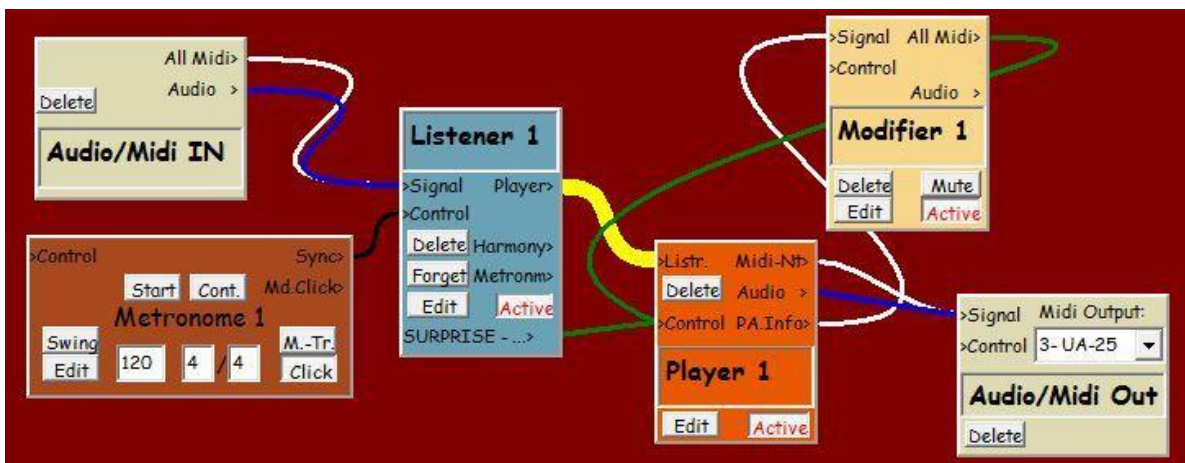 All Midi>
Audio >
Delete
Audio/Midi IN
>Control Sync>
Start Cont. Md.Click>
Metronome 1
Swing M.-Tr.
Edit 120 4 / 4 Click
Listener 1
>Signal Player>
>Control
Delete Harmony>
Forget Metronm>
Edit Active
SURPRISE - ...>
>Listr. Midi-Nt>
Delete Audio >
>Control P.A.Info>
Player 1
Edit Active
>Signal All Midi>
>Control
Audio >
Modifier 1
Delete Mute
Edit Active
>Signal Midi Output:
>Control 3- UA-25
Audio/Midi Out
Delete